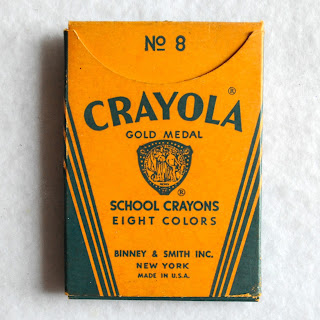 No 8
CRAYOLA ®
GOLD MEDAL
®
SCHOOL CRAYONS
EIGHT COLORS
BINNEY & SMITH INC.
NEW YORK
MADE IN U.S.A.